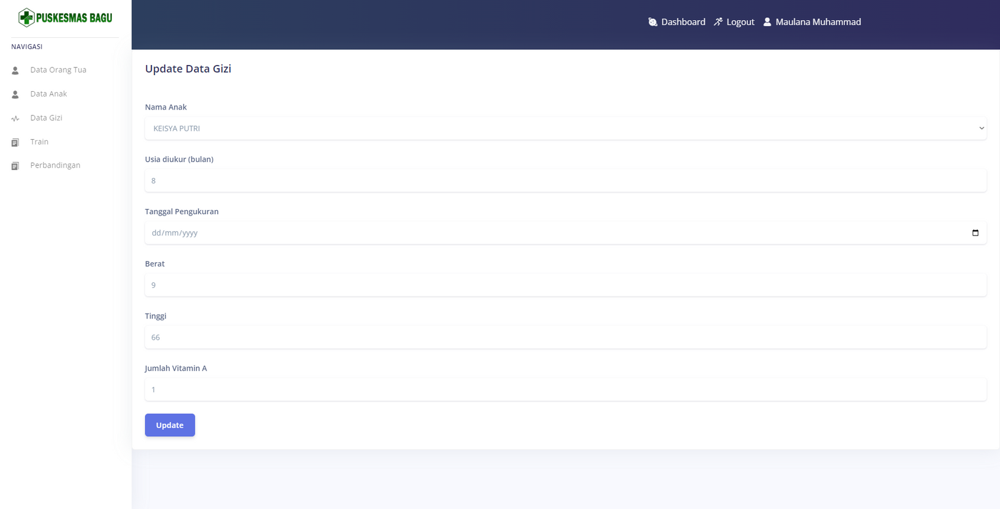 PUSKESMAS BAGU
NAVIGASI
Data Orang Tua
Data Anak
Data Gizi
Train
Perbandingan
Dashboard Logout Maulana Muhammad
Update Data Gizi
Nama Anak
KEISYA PUTRI
Usia diukur (bulan)
8
Tanggal Pengukuran
dd/mm/yyyy
Berat
9
Tinggi
66
Jumlah Vitamin A
1
Update